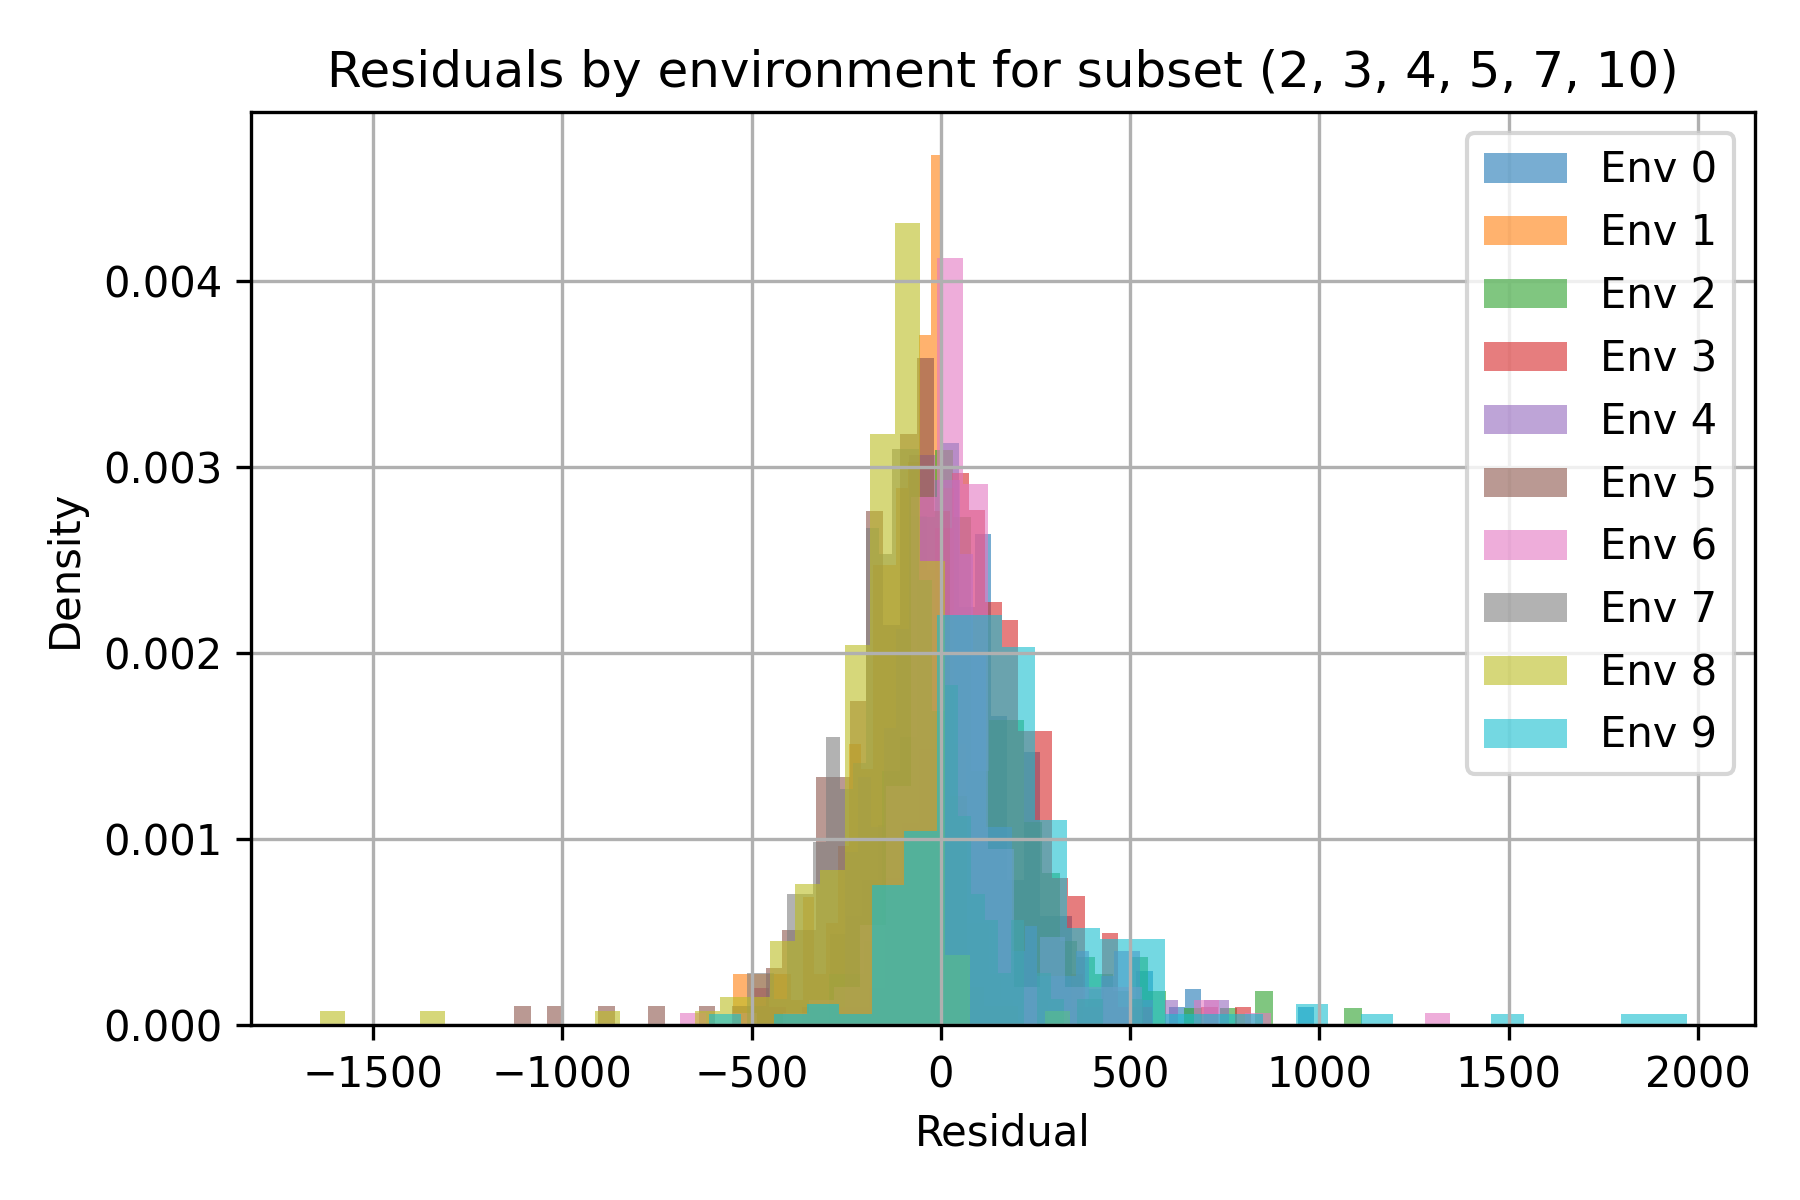 Residuals by environment for subset (2, 3, 4, 5, 7, 10)
Env 0
Env 1
Env 2
Env 3
Env 4
Env 5
Env 6
Env 7
Env 8
Env 9
Density
0.004
0.003
0.002
0.001
0.000
−1500 −1000 −500 0 500 1000 1500 2000
Residual